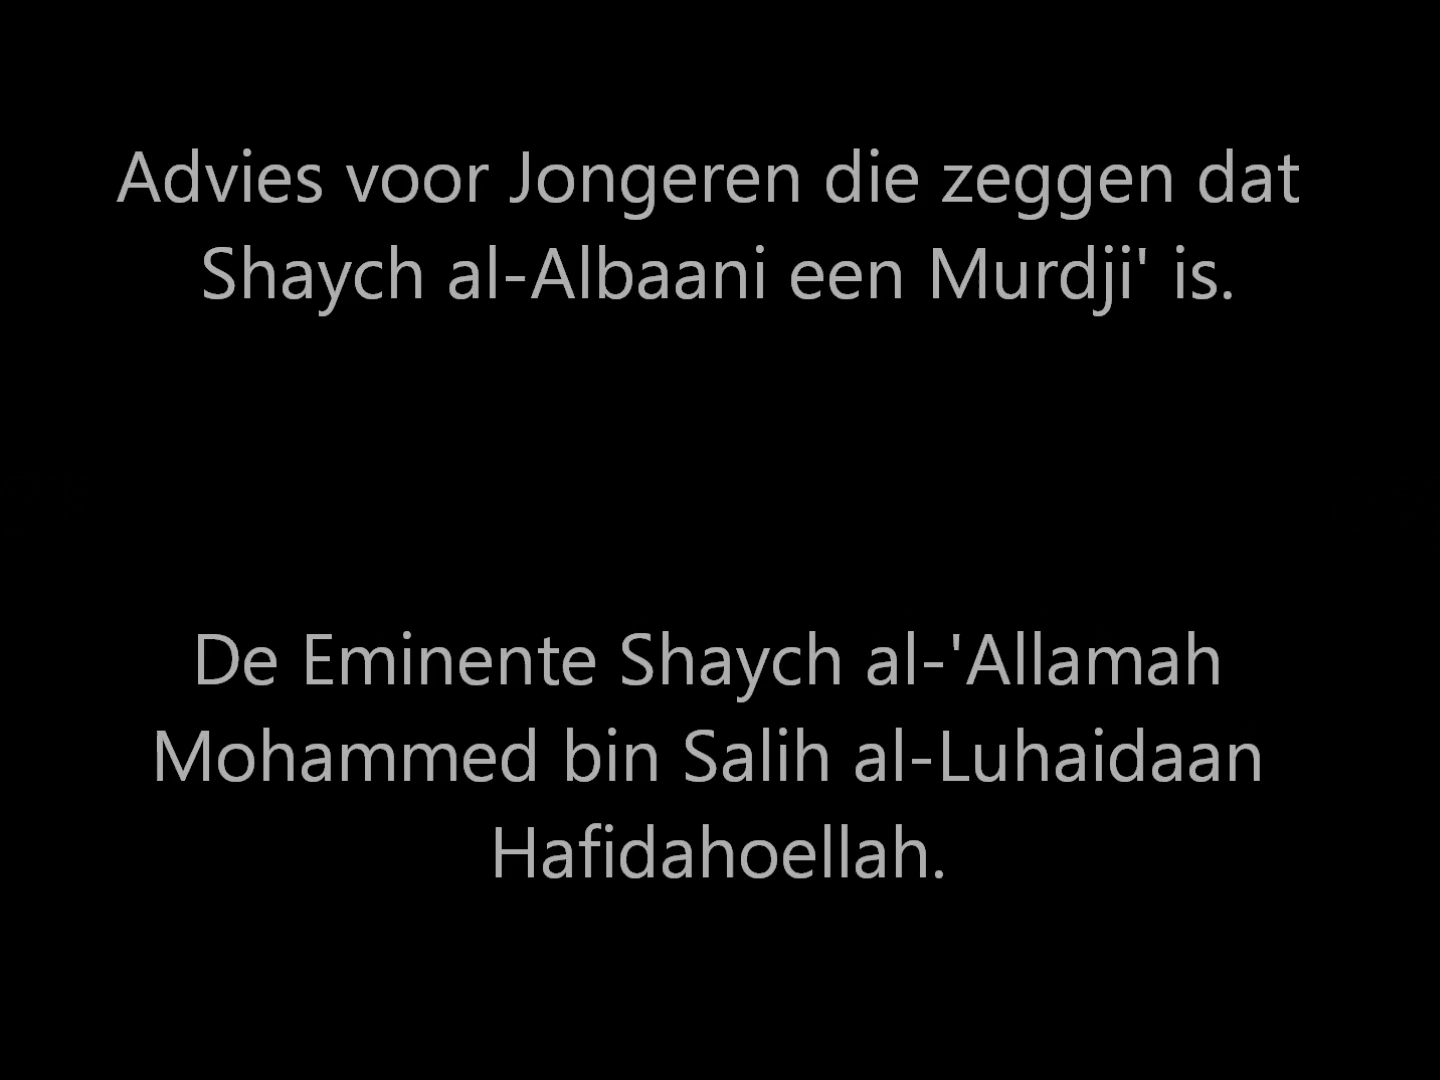 Advies voor Jongeren die zeggen dat
Shaych al-Albaani een Murdji' is.
De Eminente Shaych al-'Allamah
Mohammed bin Salih al-Luhaidaan
Hafidahoellah.